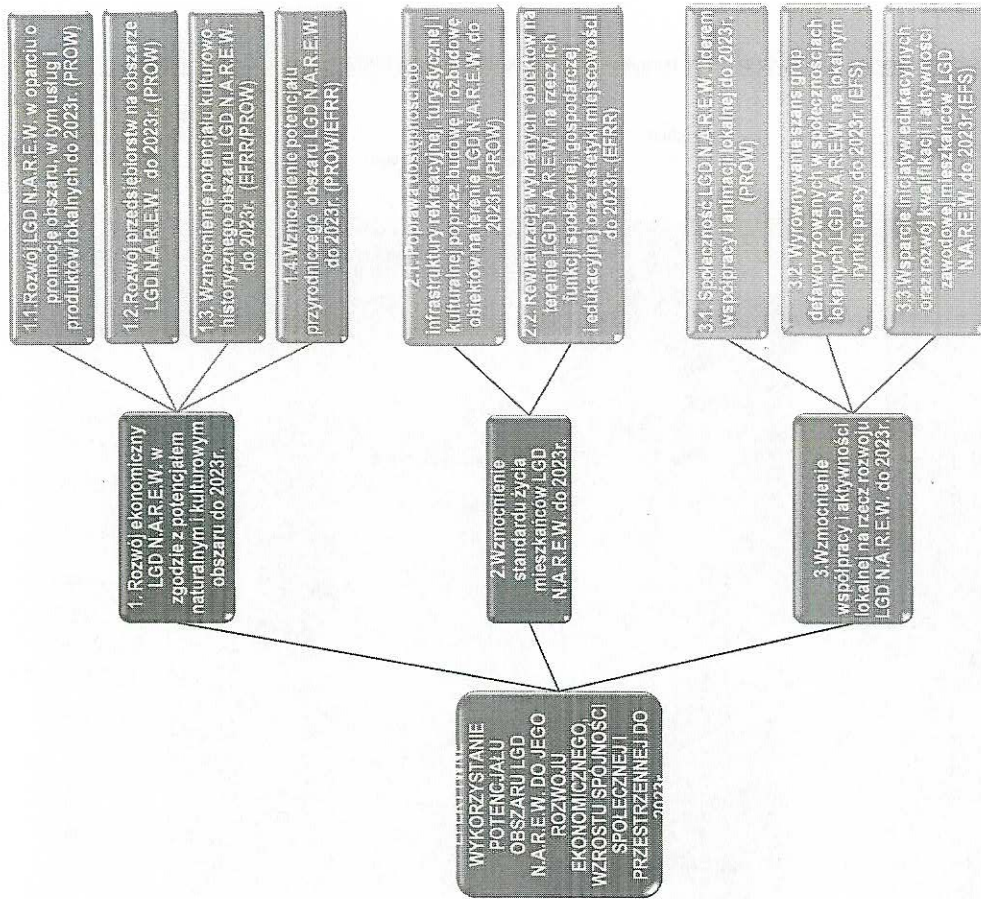 WYKORZYSTANIE
POTENCJAŁU
OBSZARU LGD
N.A.R.E.W. DO JEGO
ROZWOJU
EKONOMICZNEGO,
WZROSTU SPÓJNOŚCI
SPOŁECZNEJ I
PRZESTRZENNEJ DO
2023r.
1. Rozwój ekonomiczny
LGD N.A.R.E.W. w
zgodzie z potencjałem
naturalnym i kulturowym
obszaru do 2023r.
1.1 Rozwój LGD N.A.R.E.W. w oparciu o
promocję obszaru, w tym usług i
produktów lokalnych do 2023r. (PROW)
1.2. Rozwój przedsiębiorstw na obszarze
LGD N.A.R.E.W. do 2023r. (PROW)
1.3. Wzmocnienie potencjału kulturowo-
historycznego obszaru LGD N.A.R.E.W.
do 2023r. (EFRR/PROW)
1.4. Wzmocnienie potencjału
przyrodniczego obszaru LGD N.A.R.E.W.
do 2023r. (PROW/EFRR)
2.Wzmocnienie
standardu życia
mieszkańców LGD
N.A.R.E.W. do 2023r.
2.1. Poprawa dostępności do
infrastruktury rekreacyjnej, turystycznej i
kulturalnej poprzez budowę i rozbudowę
obiektów na terenie LGD N.A.R.E.W. do
2023r. (PROW)
2.2. Rewitalizacja wybranych obiektów na
terenie LGD N.A.R.E.W. na rzecz ich
funkcji społecznej, gospodarczej
i edukacyjnej oraz estetyki miejscowości
do 2023r. (EFRR)
3.Wzmocnienie
współpracy i aktywności
lokalnej na rzecz rozwoju
LGD N.A.R.E.W. do 2023r.
3.1. Społeczność LGD N.A.R.E.W. liderem
współpracy i animacji lokalnej do 2023r.
(PROW)
3.2. Wyrównanie szans grup
defaworyzowanych w społecznościach
lokalnych LGD N.A.R.E.W. na lokalnym
rynku pracy do 2023r. (EFS)
3.3. Wsparcie inicjatyw edukacyjnych
oraz rozwój kwalifikacji i aktywności
zawodowej mieszkańców LGD
N.A.R.E.W. do 2023r.(EFS)